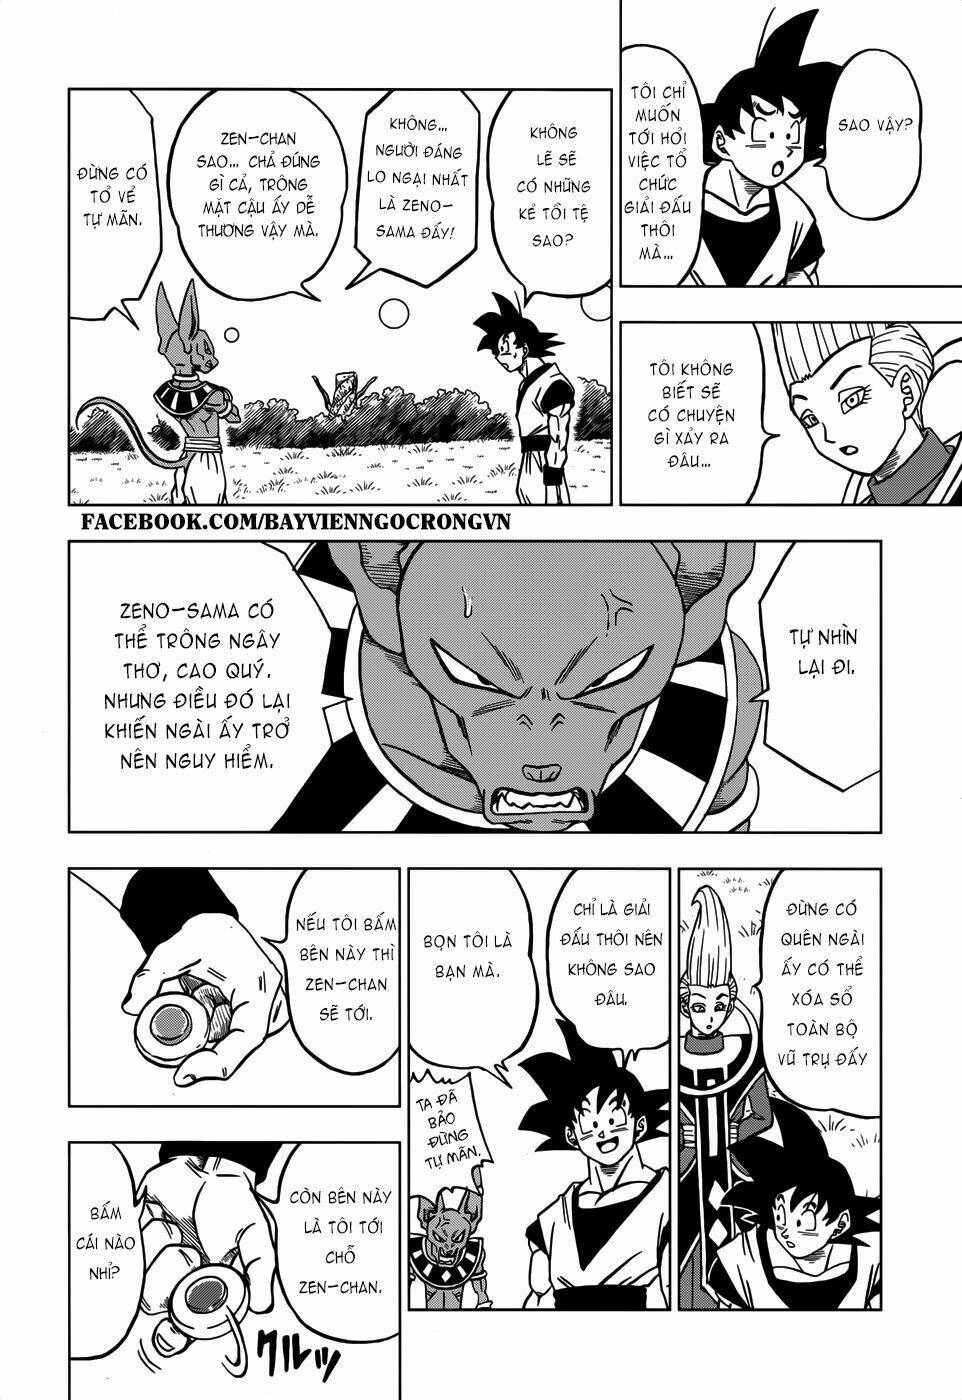 SAO VẬY?
TÔI CHỈ
MUỐN
TỚI HỎI
VIỆC TỔ
CHỨC
GIẢI ĐẤU
THÔI
MÀ...
TÔI KHÔNG
BIẾT SẼ
CÓ CHUYỆN
GÌ XẢY RA
ĐÂU...
KHÔNG
LẼ SẼ
CÓ NHỮNG
KẺ TỒI TỆ
SAO?
KHÔNG...
NGƯỜI ĐÁNG
LO NGẠI NHẤT
LÀ ZENO-
SAMA ĐẤY!
ZEN-CHAN
SAO... CHẢ ĐÚNG
GÌ CẢ, TRÔNG
MẶT CẬU ẤY DỄ
THƯƠNG VẬY MÀ.
ĐỪNG CÓ
TỎ VẺ
TỰ MÃN.
FACEBOOK.COM/BAYVIENNGOCRONGVN
TỰ NHÌN
LẠI ĐI.
ZENO-SAMA CÓ
THỂ TRÔNG NGÂY
THƠ, CAO QUÝ.
NHƯNG ĐIỀU ĐÓ LẠI
KHIẾN NGÀI ẤY TRỞ
NÊN NGUY HIỂM.
ĐỪNG CÓ
QUÊN NGÀI
ẤY CÓ THỂ
XÓA SỔ
TOÀN BỘ
VŨ TRỤ ĐẤY
CHỈ LÀ GIẢI
ĐẤU THÔI NÊN
KHÔNG SAO
ĐÂU.
BỌN TÔI LÀ
BẠN MÀ.
TA ĐÃ
BẢO
ĐỪNG
TỰ MÃN.
NẾU TÔI BẤM
BÊN NÀY THÌ
ZEN-CHAN
SẼ TỚI.
CÒN BÊN NÀY
LÀ TÔI TỚI
CHỖ
ZEN-CHAN.
BẤM
CÁI NÀO
NHỈ?
クルッ